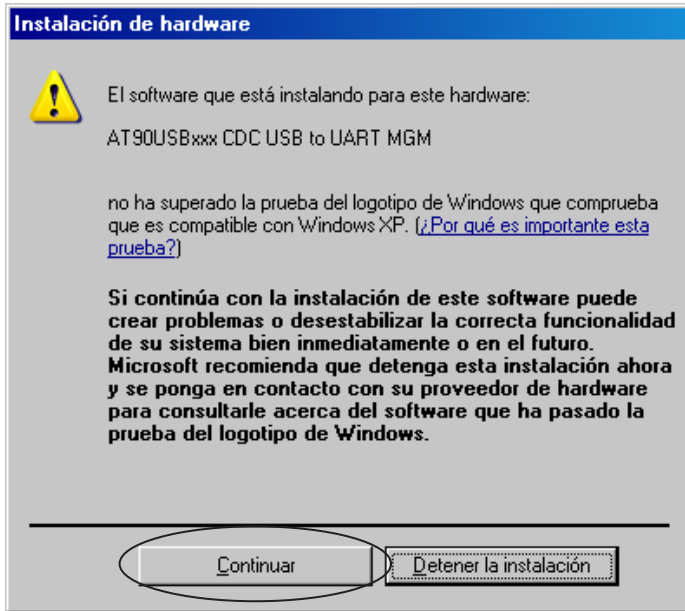 Instalación de hardware
El software que está instalando para este hardware:
AT90USBxxx CDC USB to UART MGM
no ha superado la prueba del logotipo de Windows que comprueba
que es compatible con Windows XP. (¿Por qué es importante esta
prueba?)
Si continúa con la instalación de este software puede
crear problemas o desestabilizar la correcta funcionalidad
de su sistema bien inmediatamente o en el futuro.
Microsoft recomienda que detenga esta instalación ahora
y se ponga en contacto con su proveedor de hardware
para consultarle acerca del software que ha pasado la
prueba del logotipo de Windows.
Continuar
Detener la instalación